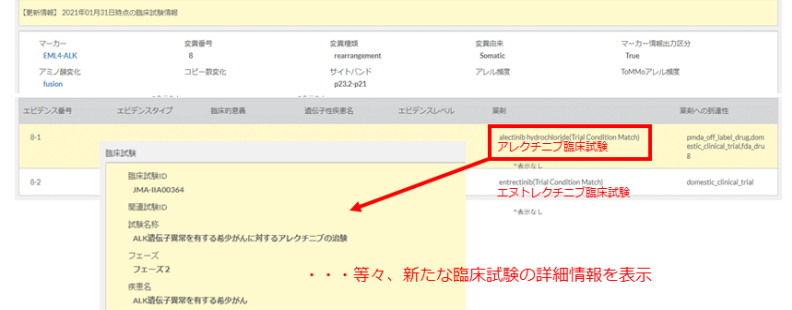 【更新情報】 2021年01月31日時点の臨床試験情報
マーカー 変異番号 変異種類 変異由来 マーカー情報出力区分
EML4-ALK 8 rearrangement Somatic True
アミノ酸変化 コピー数変化 サイトバンド アレル頻度 ToMMoアレル頻度
fusion p23.2-p21
エビデンス番号 エビデンスタイプ 臨床的意義 遺伝子性疾患名 エビデンスレベル 薬剤 薬剤への到達性
8-1 alectinib hydrochloride(Trial Condition Match) pmda_off_label_drug,dom
アレクチニブ臨床試験 estic_clinical_trial,fda_dru
g
*表示なし
臨床試験
8-2 entrectinib(Trial Condition Match) domestic_clinical_trial
エヌトレクチニブ臨床試験
*表示なし
臨床試験ID
JMA-IIA00364
関連試験ID
試験名称
ALK遺伝子異常を有する希少がんに対するアレクチニブの治験
フェーズ
フェーズ2
・・・等々、新たな臨床試験の詳細情報を表示
疾患名
ALK遺伝子異常を有する希少がん